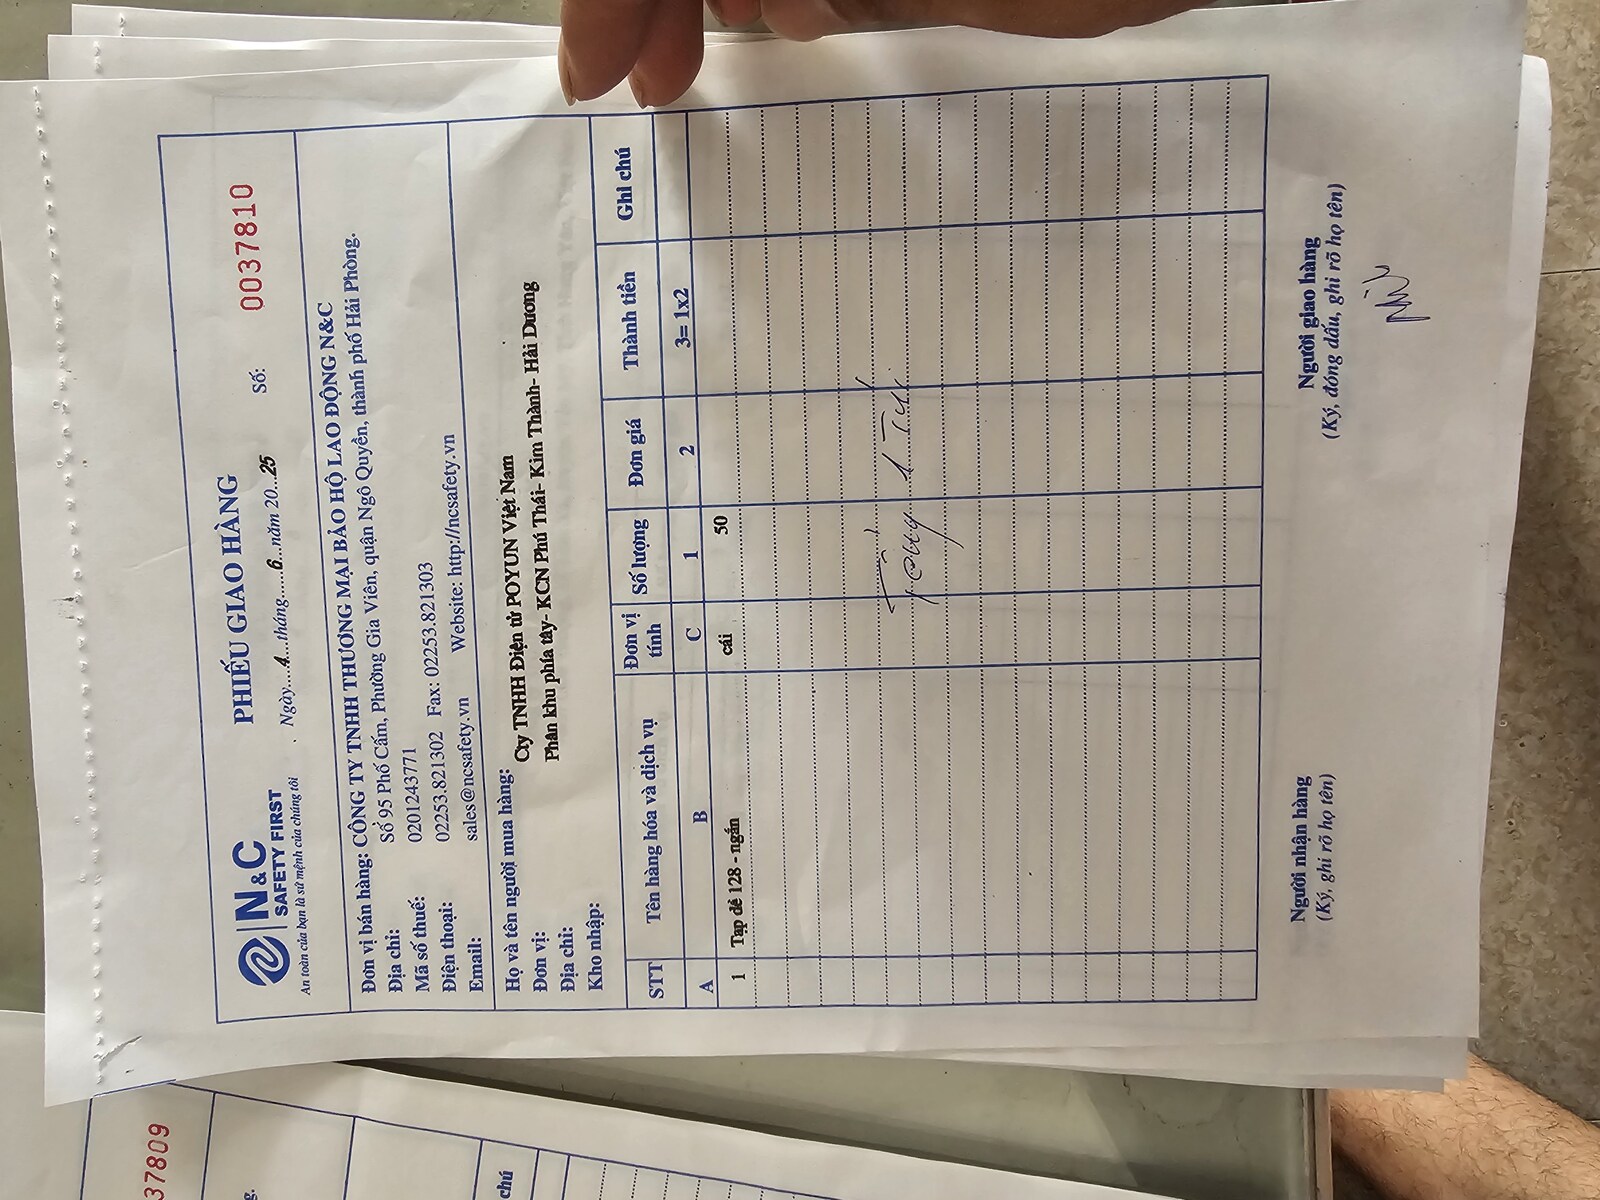 N&C
SAFETY FIRST
An toàn của bạn là sứ mệnh của chúng tôi
PHIẾU GIAO HÀNG
Ngày....4....tháng......6...năm 20...25
Số: 0037810
Đơn vị bán hàng: CÔNG TY TNHH THƯƠNG MẠI BẢO HỘ LAO ĐỘNG N&C
Địa chỉ: Số 95 Phố Cấm, Phường Gia Viên, quận Ngô Quyền, thành phố Hải Phòng.
Mã số thuế: 0201243771
Điện thoại: 02253.821302 Fax: 02253.821303
Email: sales@ncsafety.vn Website: http://ncsafety.vn
Họ và tên người mua hàng:
Đơn vị: Cty TNHH Điện tử POYUN Việt Nam
Địa chỉ: Phân khu phía tây- KCN Phú Thái- Kim Thành- Hải Dương
Kho nhập:
STT Tên hàng hóa và dịch vụ Đơn vị tính Số lượng Đơn giá Thành tiền Ghi chú
A B C 1 2 3= 1x2
1 Tạp dề 128 - ngắn cái 50
Người nhận hàng Người giao hàng
(Ký, ghi rõ họ tên) (Ký, đóng dấu, ghi rõ họ tên)
37809
chú